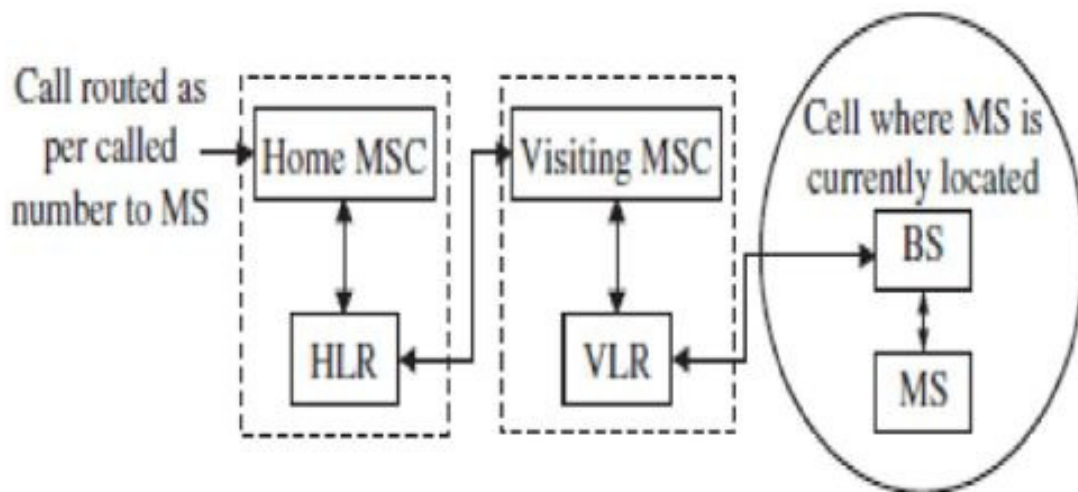 Call routed as
per called
number to MS
Home MSC
HLR
Visiting MSC
VLR
Cell where MS is
currently located
BS
MS